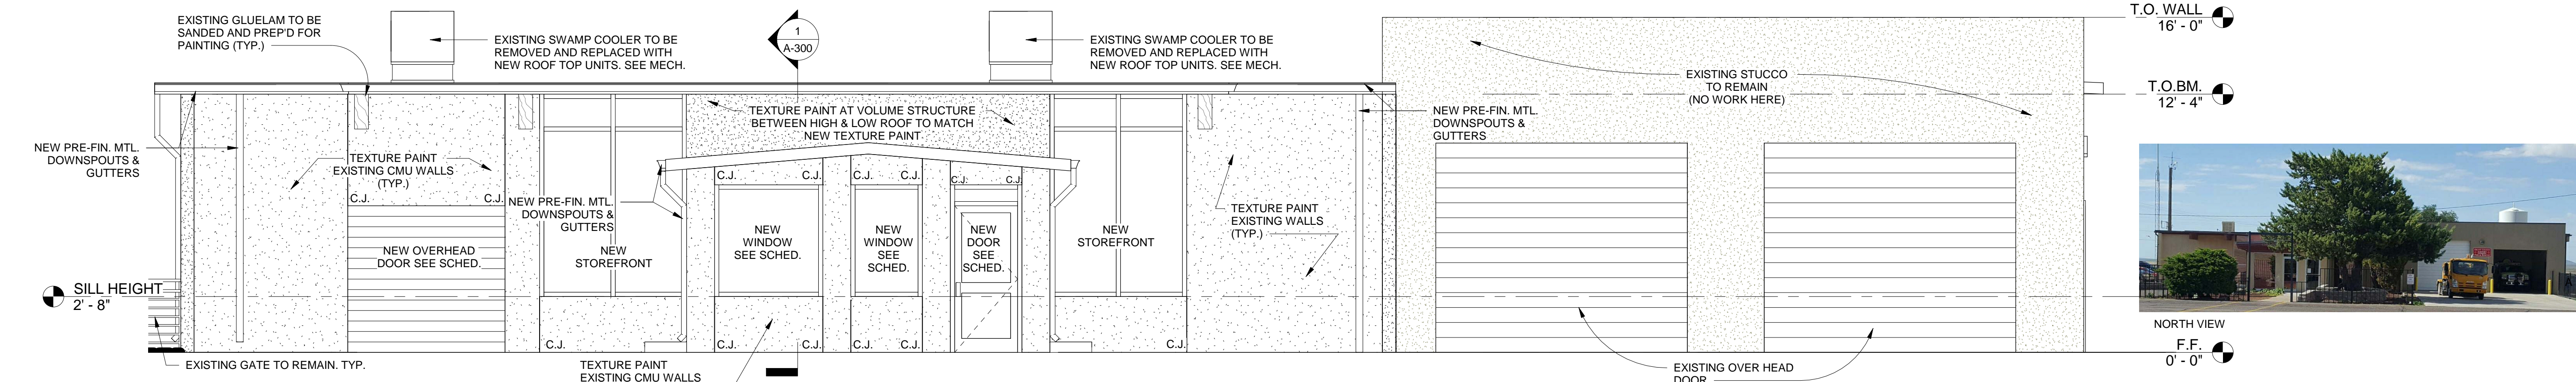 EXISTING GLUELAM TO BE
SANDED AND PREP'D FOR
PAINTING (TYP.)
EXISTING SWAMP COOLER TO BE
REMOVED AND REPLACED WITH
NEW ROOF TOP UNITS. SEE MECH.
1
A-300
EXISTING SWAMP COOLER TO BE
REMOVED AND REPLACED WITH
NEW ROOF TOP UNITS. SEE MECH.
T.O. WALL
16' - 0"
EXISTING STUCCO
TO REMAIN
(NO WORK HERE)
T.O.BM.
12' - 4"
TEXTURE PAINT AT VOLUME STRUCTURE
BETWEEN HIGH & LOW ROOF TO MATCH
NEW TEXTURE PAINT
NEW PRE-FIN. MTL.
DOWNSPOUTS &
GUTTERS
NEW PRE-FIN. MTL.
DOWNSPOUTS &
GUTTERS
TEXTURE PAINT
EXISTING CMU WALLS
(TYP.)
C.J.
C.J.
C.J.
C.J.
C.J.
C.J.
C.J.
C.J.
NEW PRE-FIN. MTL.
DOWNSPOUTS &
GUTTERS
TEXTURE PAINT
EXISTING WALLS
(TYP.)
NEW OVERHEAD
DOOR SEE SCHED.
NEW
STOREFRONT
NEW
WINDOW
SEE SCHED.
NEW
WINDOW
SEE
SCHED.
NEW
DOOR
SEE
SCHED.
NEW
STOREFRONT
SILL HEIGHT
2' - 8"
NORTH VIEW
F.F.
0' - 0"
C.J.
C.J.
C.J.
C.J.
C.J.
C.J.
EXISTING GATE TO REMAIN. TYP.
TEXTURE PAINT
EXISTING CMU WALLS
EXISTING OVER HEAD
DOOR